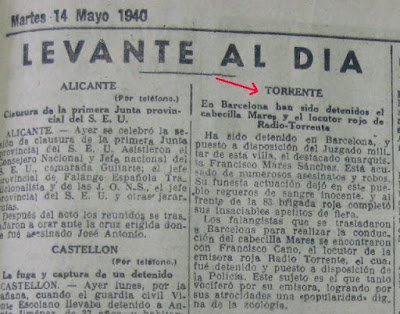 Martes 14 Mayo 1940
LEVANTE AL DIA
ALICANTE
(Por teléfono.)
Clausura de la primera Junta provin-
cial del S. E. U.
ALICANTE. — Ayer se celebró la se-
sión de clausura de la primera Junta
provincial del S. E. U. Asistieron el
Consejero Nacional y Jefe nacional del
S. E. U., camarada Guitarte; el jefe
provincial de Falange Española Tra-
dicionalista y de las J. O. N. S., el jefe
provincial del S. E. U. y otras jerar-
quías.
Después del acto los reunidos se tras-
ladaron a orar ante la cruz erigida don-
de fué asesinado José Antonio.
CASTELLON
(Por teléfono.)
La fuga y captura de un detenido
CASTELLON. — Ayer lunes, por la
mañana, cuando el guardia civil Vi-
cente Escolano llevaba detenido a An-
TORRENTE
En Barcelona han sido detenidos el
cabecilla Mares y el locutor rojo de
Radio-Torrente
Ha sido detenido en Barcelona, y
puesto a disposición del Juzgado mili-
tar de esta villa, el destacado anarquis-
ta Francisco Mares Sánchez. Está acu-
sado de numerosos asesinatos y robos.
Su funesta actuación dejó en este pue-
blo regueros de sangre inocente, y al
frente de la 83 brigada roja completó
sus insaciables apetitos de fiera.
Los falangistas que se trasladaron
a Barcelona para realizar la conduc-
ción del cabecilla Mares se encontraron
con Francisco Cano, el locutor de la
emisora roja Radio Torrente, el cual
fué detenido y puesto a disposición de
la Policía. Este sujeto es el que tanto
vociferó por su emisora, logrando por
sus atrocidades una «popularidad» dig-
na de la zoología.